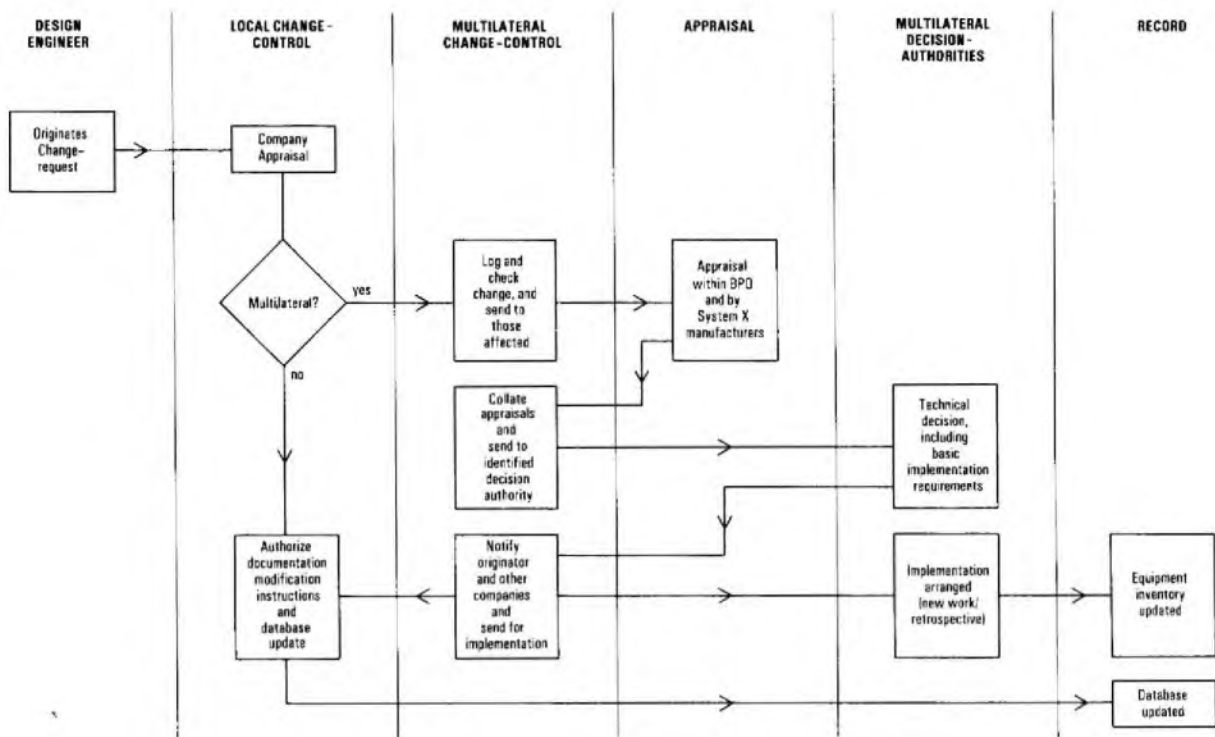 DESIGN
ENGINEER
LOCAL CHANGE-
CONTROL
MULTILATERAL
CHANGE-CONTROL
APPRAISAL
MULTILATERAL
DECISION-
AUTHORITIES
RECORD
Originates
Change-
request
Company
Appraisal
Multilateral?
yes
no
Log and
check
change, and
send to
those
affected
Appraisal
within BPO
and by
System X
manufacturers
Collate
appraisals
and
send to
identified
decision
authority
Technical
decision,
including
basic
implementation
requirements
Authorize
documentation
modification
instructions
and
database
update
Notify
originator
and other
companies
and
send for
implementation
Implementation
arranged
(new work/
retrospective)
Equipment
inventory
updated
Database
updated